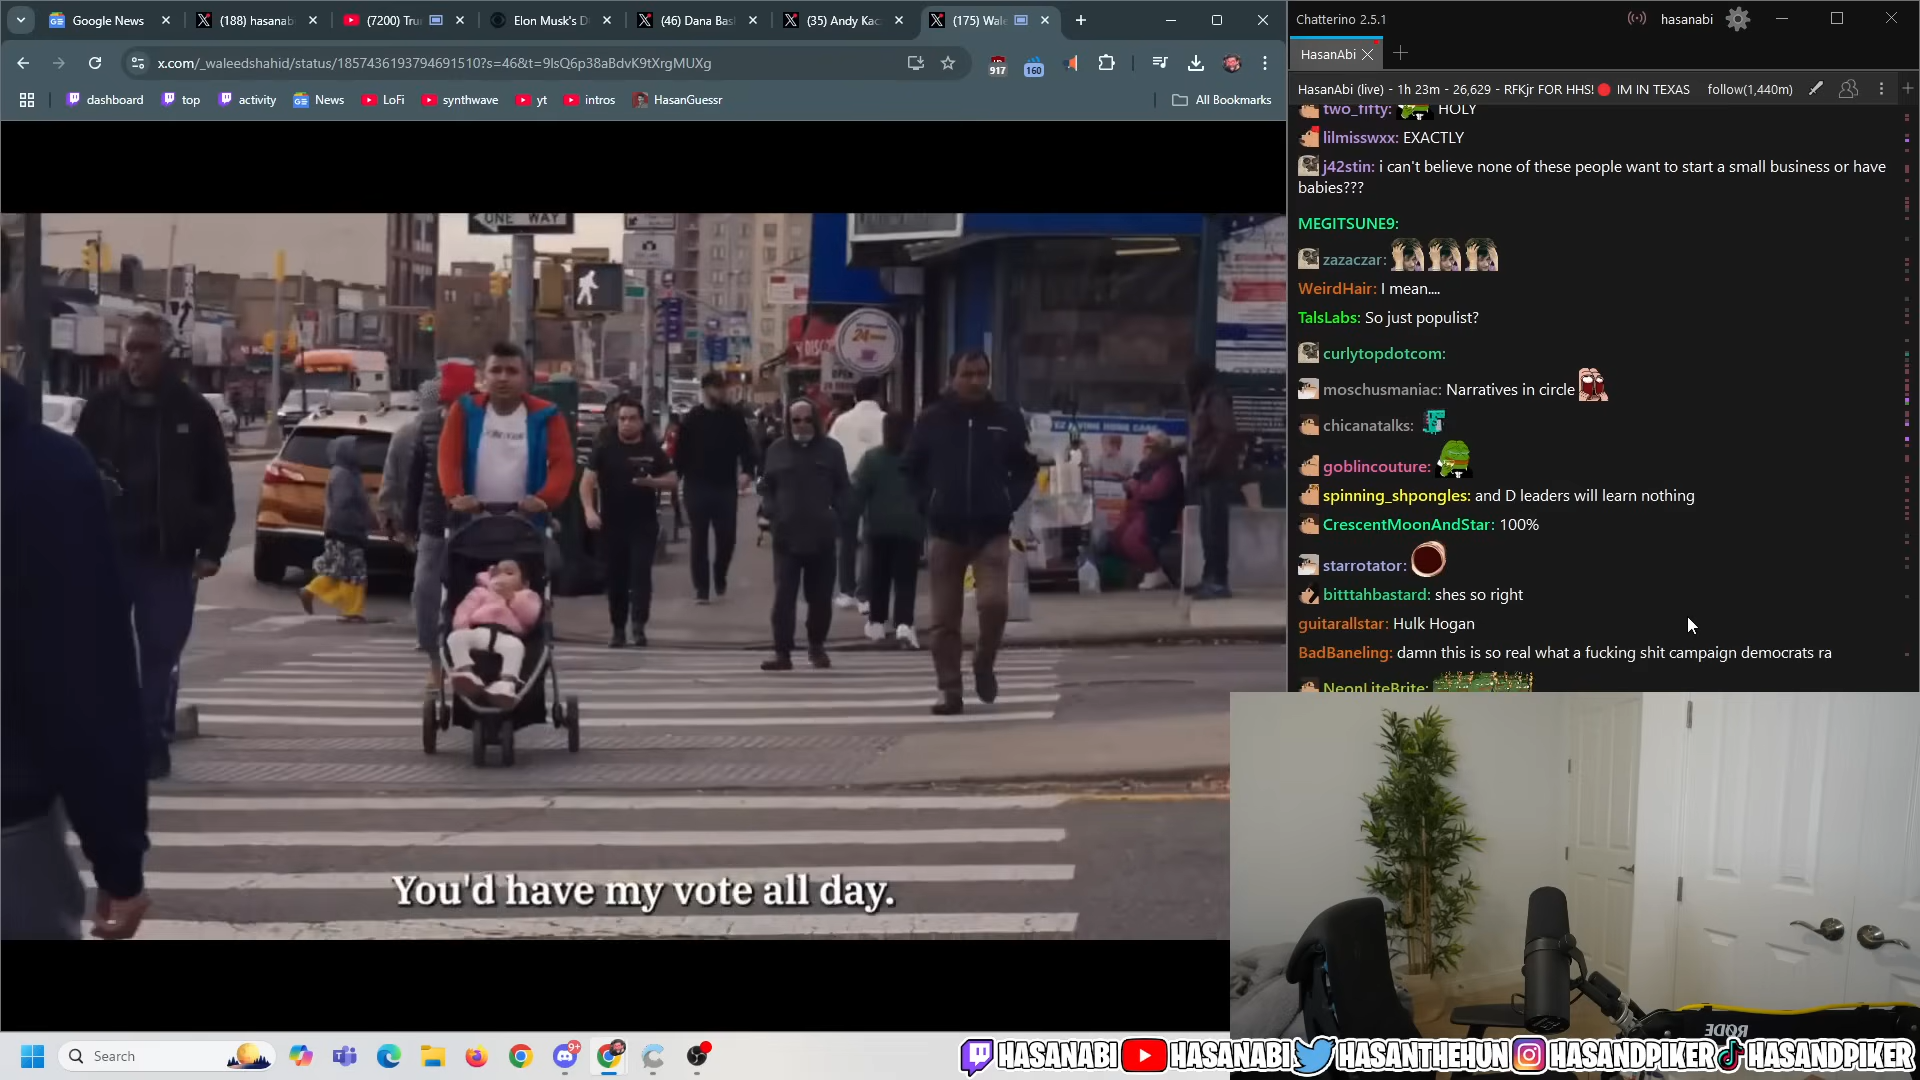 Google News
(188) hasanab
(7200) Tru
Elon Musk's D
(46) Dana Bas
(35) Andy Kac
(175) Wale
x.com/_waleedshahid/status/1857436193794691510?s=46&t=9lsQ6p38aBdvK9tXrgMUXg
917
160
dashboard
top
activity
News
LoFi
synthwave
yt
intros
HasanGuessr
All Bookmarks
ONE WAY
You'd have my vote all day.
Chatterino 2.5.1
hasanabi
HasanAbi
HasanAbi (live) - 1h 23m - 26,629 - RFKjr FOR HHS! IM IN TEXAS
follow(1,440m)
two_fifty: HOLY
lilmisswxx: EXACTLY
j42stin: i can't believe none of these people want to start a small business or have
babies???
MEGITSUNE9:
zazaczar:
WeirdHair: I mean....
TalsLabs: So just populist?
curlytopdotcom:
moschusmaniac: Narratives in circle
chicanatalks:
goblincouture:
spinning_shpongles: and D leaders will learn nothing
CrescentMoonAndStar: 100%
starrotator:
bitttahbastard: shes so right
guitarallstar: Hulk Hogan
BadBaneling: damn this is so real what a fucking shit campaign democrats ra
NeonLiteBrite:
RODE
Search
9+
HASANABI
HASANABI
HASANTHEHUN
HASANDPIKER
HASANDPIKER